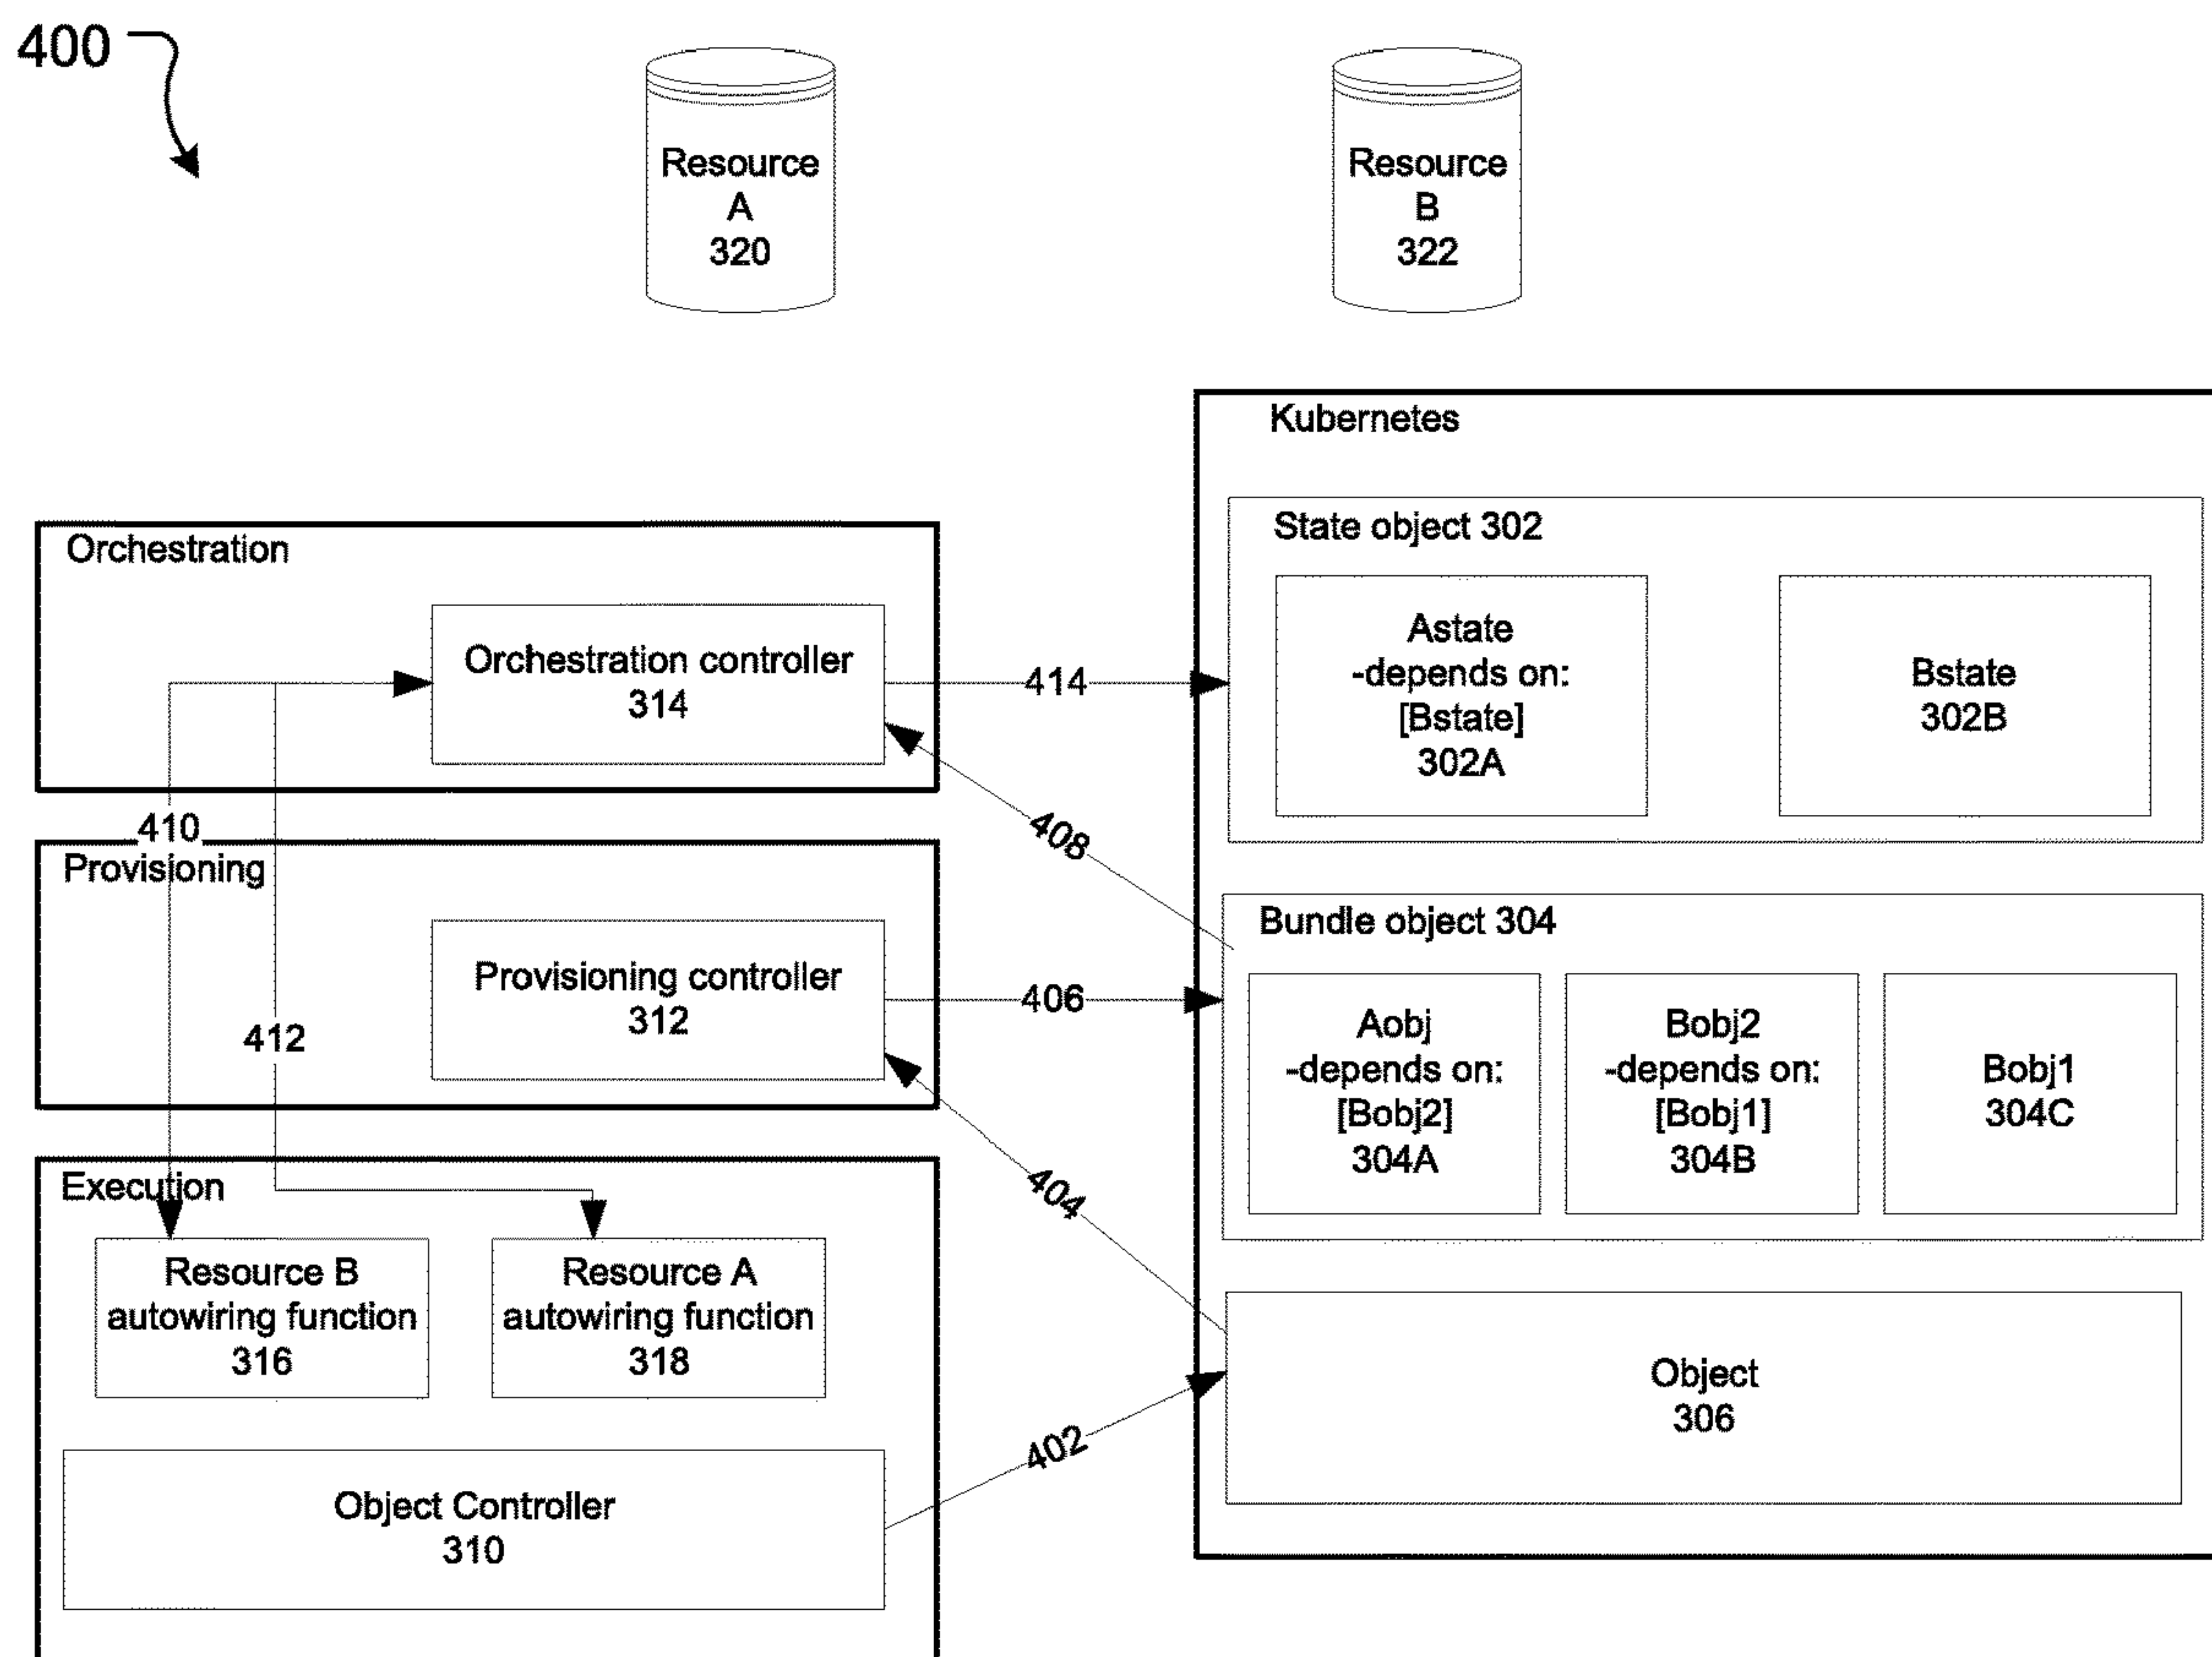 400
Resource
A
320
Resource
B
322
Kubernetes
State object 302
Astate
-depends on:
[Bstate]
302A
Bstate
302B
Orchestration
Orchestration controller
314
414
408
410
Provisioning
Provisioning controller
312
412
406
404
Bundle object 304
Aobj
-depends on:
[Bobj2]
304A
Bobj2
-depends on:
[Bobj1]
304B
Bobj1
304C
Execution
Resource B
autowiring function
316
Resource A
autowiring function
318
Object Controller
310
402
Object
306